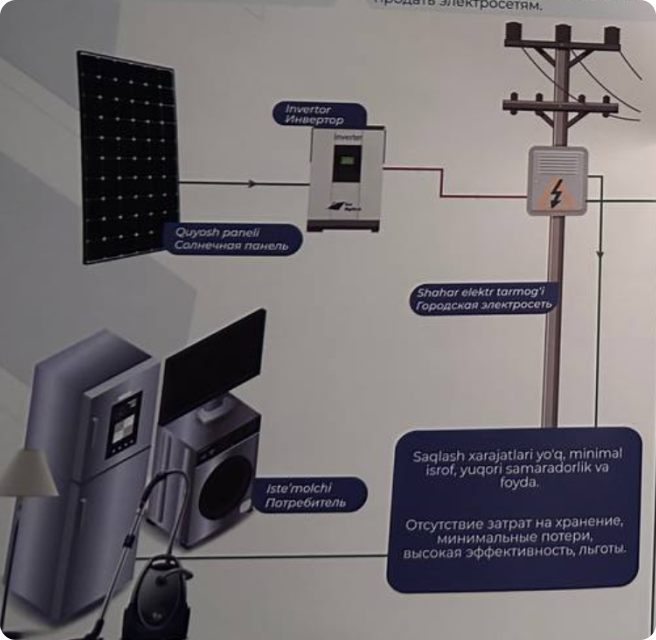 продать электросетям.
Invertor
Инвертор
inverter
Quyosh paneli
Солнечная панель
Shahar elektr tarmog'i
Городская электросеть
Iste'molchi
Потребитель
Saqlash xarajatlari yo'q, minimal
isrof, yuqori samaradorlik va
foyda.
Отсутствие затрат на хранение,
минимальные потери,
высокая эффективность, льготы.